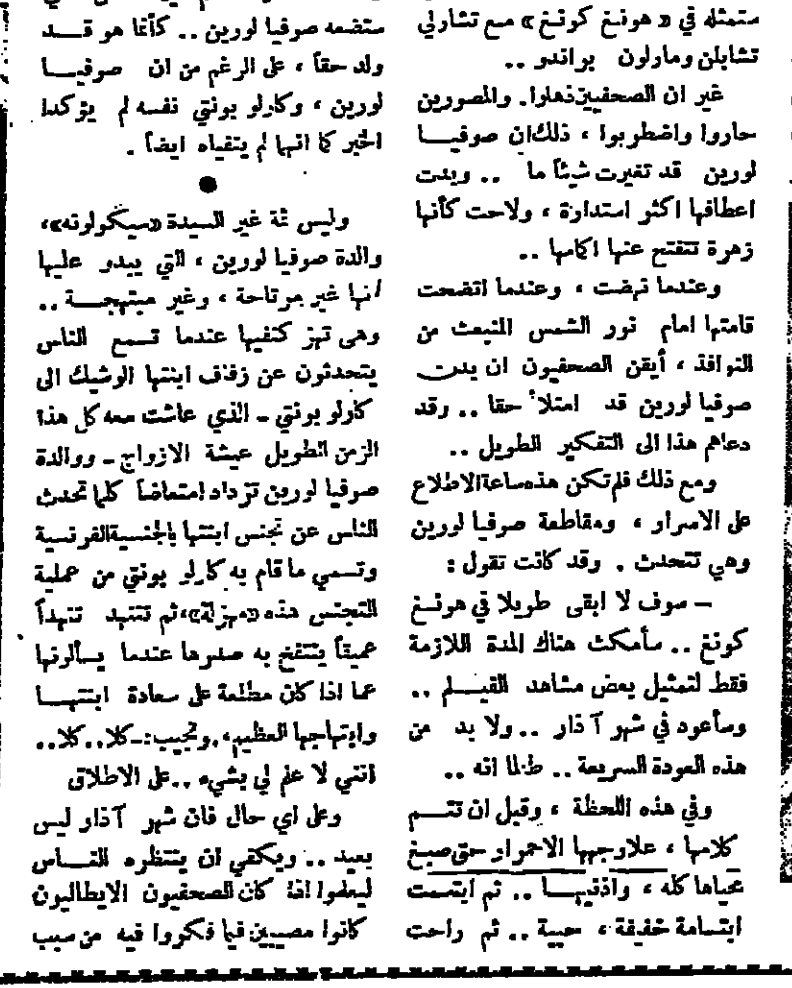 ستمثله في « هونغ كونغ » مع تشارلي
تشابلن ومارلون براندو ..
غير ان الصحفيين ذهلوا. والمصورين
حاروا واضطربوا ، ذلك ان صوفيا
لورين قد تغيرت شيئاً ما .. وبدت
اعطافها اكثر استدارة ، ولاحت كأنها
زهرة تتفتح عنها اكمامها ..
وعندما نهضت ، وعندما اتضحت
قامتها امام نور الشمس المنبعث من
النوافذ ، أيقن الصحفيون ان بدن
صوفيا لورين قد امتلأ حقا .. وقد
دعاهم هذا الى التفكير الطويل ..
ومع ذلك فلم تكن هذه ساعة الاطلاع
على الاسرار ، ومقاطعة صوفيا لورين
وهي تتحدث . وقد كانت تقول :
– سوف لا ابقى طويلا في هونغ
كونغ .. سأمكث هناك المدة اللازمة
فقط لتمثيل بعض مشاهد الفيلم ..
وسأعود في شهر آذار .. ولا بد من
هذه العودة السريعة .. طالما انه ..
وفي هذه اللحظة ، وقبل ان تتم
كلامها ، علا وجهها الاحمرار حتى صبغ
محياها كله ، واذنيها .. ثم ابتسمت
ابتسامة خفيفة ، حيية .. ثم راحت
ستضعه صوفيا لورين .. كأنما هو قد
ولد حقاً ، على الرغم من ان صوفيا
لورين ، وكارلو بونتي نفسه لم يؤكدا
الخبر كما انهما لم ينفياه ايضاً .
●
وليس ثمة غير السيدة «سيكولونه»،
والدة صوفيا لورين ، التي يبدو عليها
أنها غير مرتاحة ، وغير مبتهجة ..
وهي تهز كتفيها عندما تسمع الناس
يتحدثون عن زفاف ابنتها الوشيك الى
كارلو بونتي – الذي عاشت معه كل هذا
الزمن الطويل عيشة الازواج – ووالدة
صوفيا لورين تزداد امتعاضاً كلما تحدث
الناس عن تجنس ابنتها بالجنسية الفرنسية
وتسمي ما قام به كارلو بونتي من عملية
التجنس هذه «مهزلة»، ثم تتنهد تنهداً
عميقاً ينتفخ به صدرها عندما يسألونها
عما اذا كان مطلعة على سعادة ابنتها
وابتهاجها العظيم، وتجيب: – كلا.. كلا..
انني لا علم لي بشيء .. على الاطلاق
وعلى اي حال فان شهر آذار ليس
بعيد .. ويكفي ان ينتظره الناس
ليعلموا اذا كان الصحفيون الايطاليون
كانوا مصيبين فيما فكروا فيه من سبب